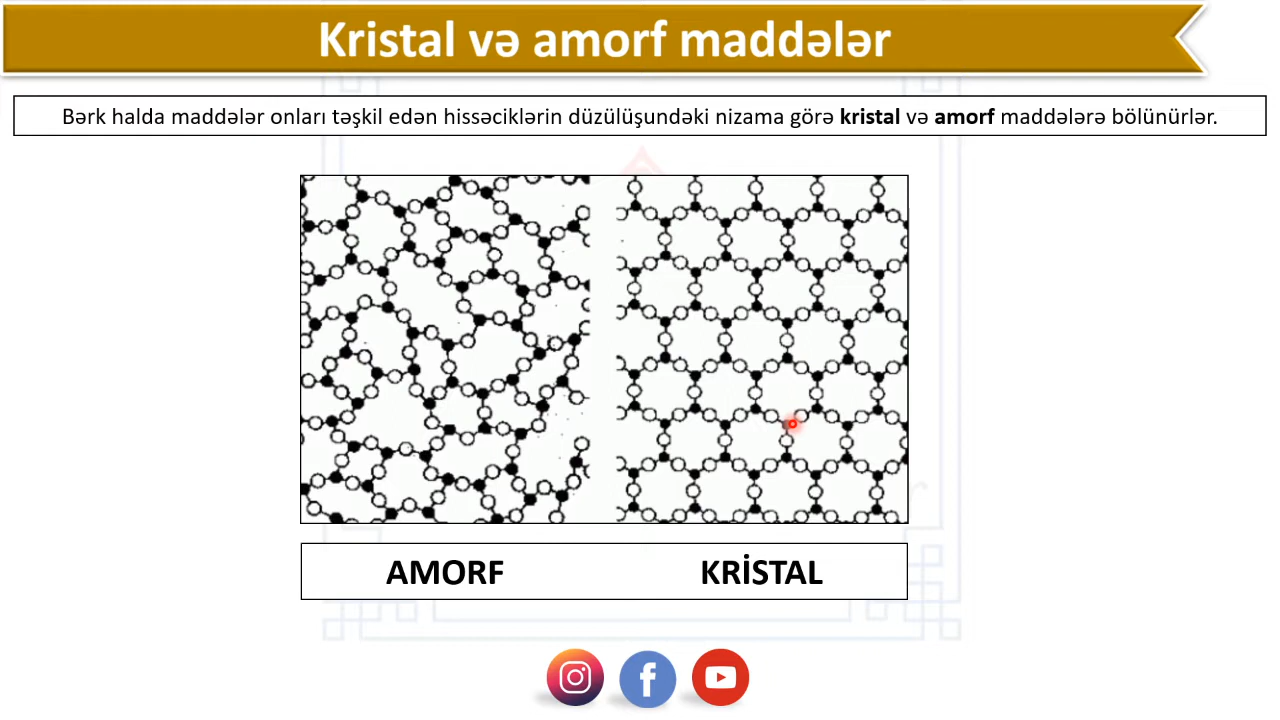 Kristal və amorf maddələr
Bərk halda maddələr onları təşkil edən hissəciklərin düzülüşundəki nizama görə kristal və amorf maddələrə bölünürlər.
AMORF KRİSTAL